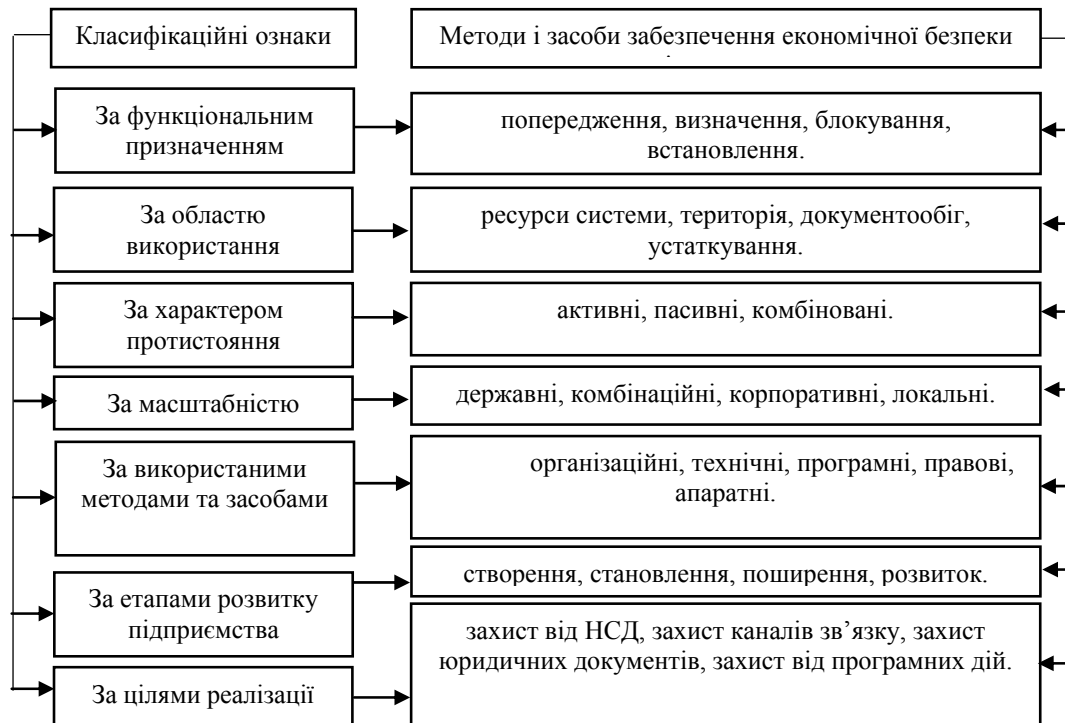 Класифікаційні ознаки
Методи і засоби забезпечення економічної безпеки
За функціональним
призначенням
попередження, визначення, блокування,
встановлення.
За областю
використання
ресурси системи, територія, документообіг,
устаткування.
За характером
протистояння
активні, пасивні, комбіновані.
За масштабністю
державні, комбінаційні, корпоративні, локальні.
За використаними
методами та засобами
організаційні, технічні, програмні, правові,
апаратні.
За етапами розвитку
підприємства
створення, становлення, поширення, розвиток.
За цілями реалізації
захист від НСД, захист каналів зв’язку, захист
юридичних документів, захист від програмних дій.